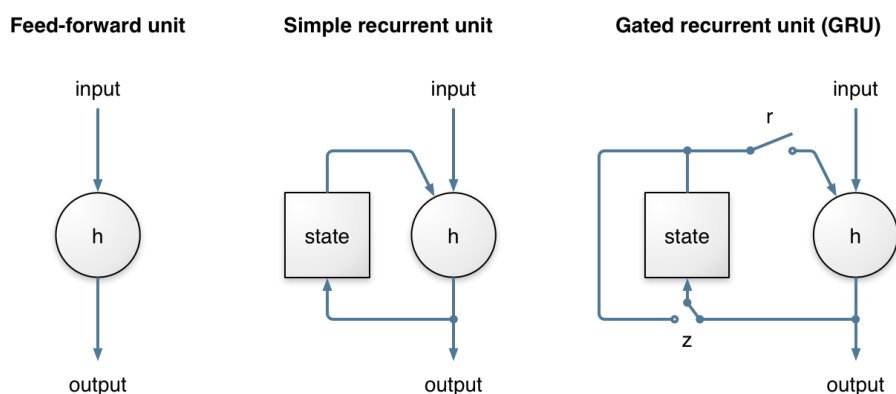 Feed-forward unit
input
h
output
Simple recurrent unit
input
state
h
output
Gated recurrent unit (GRU)
input
r
state
h
z
output